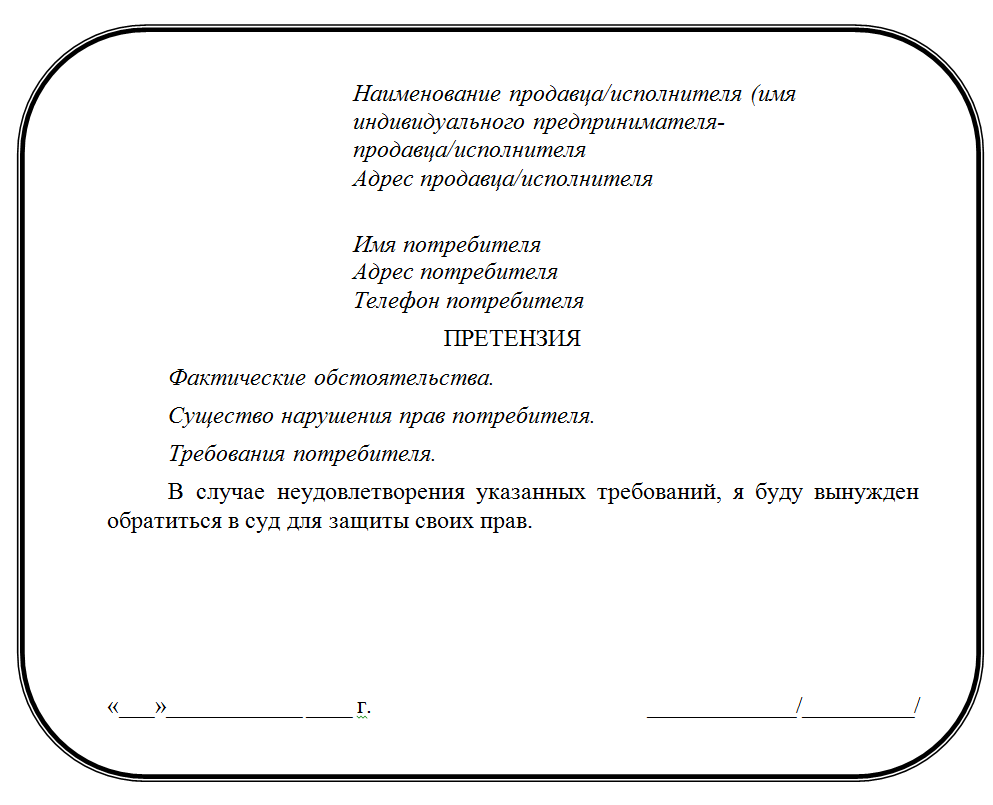 Наименование продавца/исполнителя (имя
индивидуального предпринимателя-
продавца/исполнителя
Адрес продавца/исполнителя
Имя потребителя
Адрес потребителя
Телефон потребителя
ПРЕТЕНЗИЯ
Фактические обстоятельства.
Существо нарушения прав потребителя.
Требования потребителя.
В случае неудовлетворения указанных требований, я буду вынужден
обратиться в суд для защиты своих прав.
«___»____________ ____ г. _____________/__________/